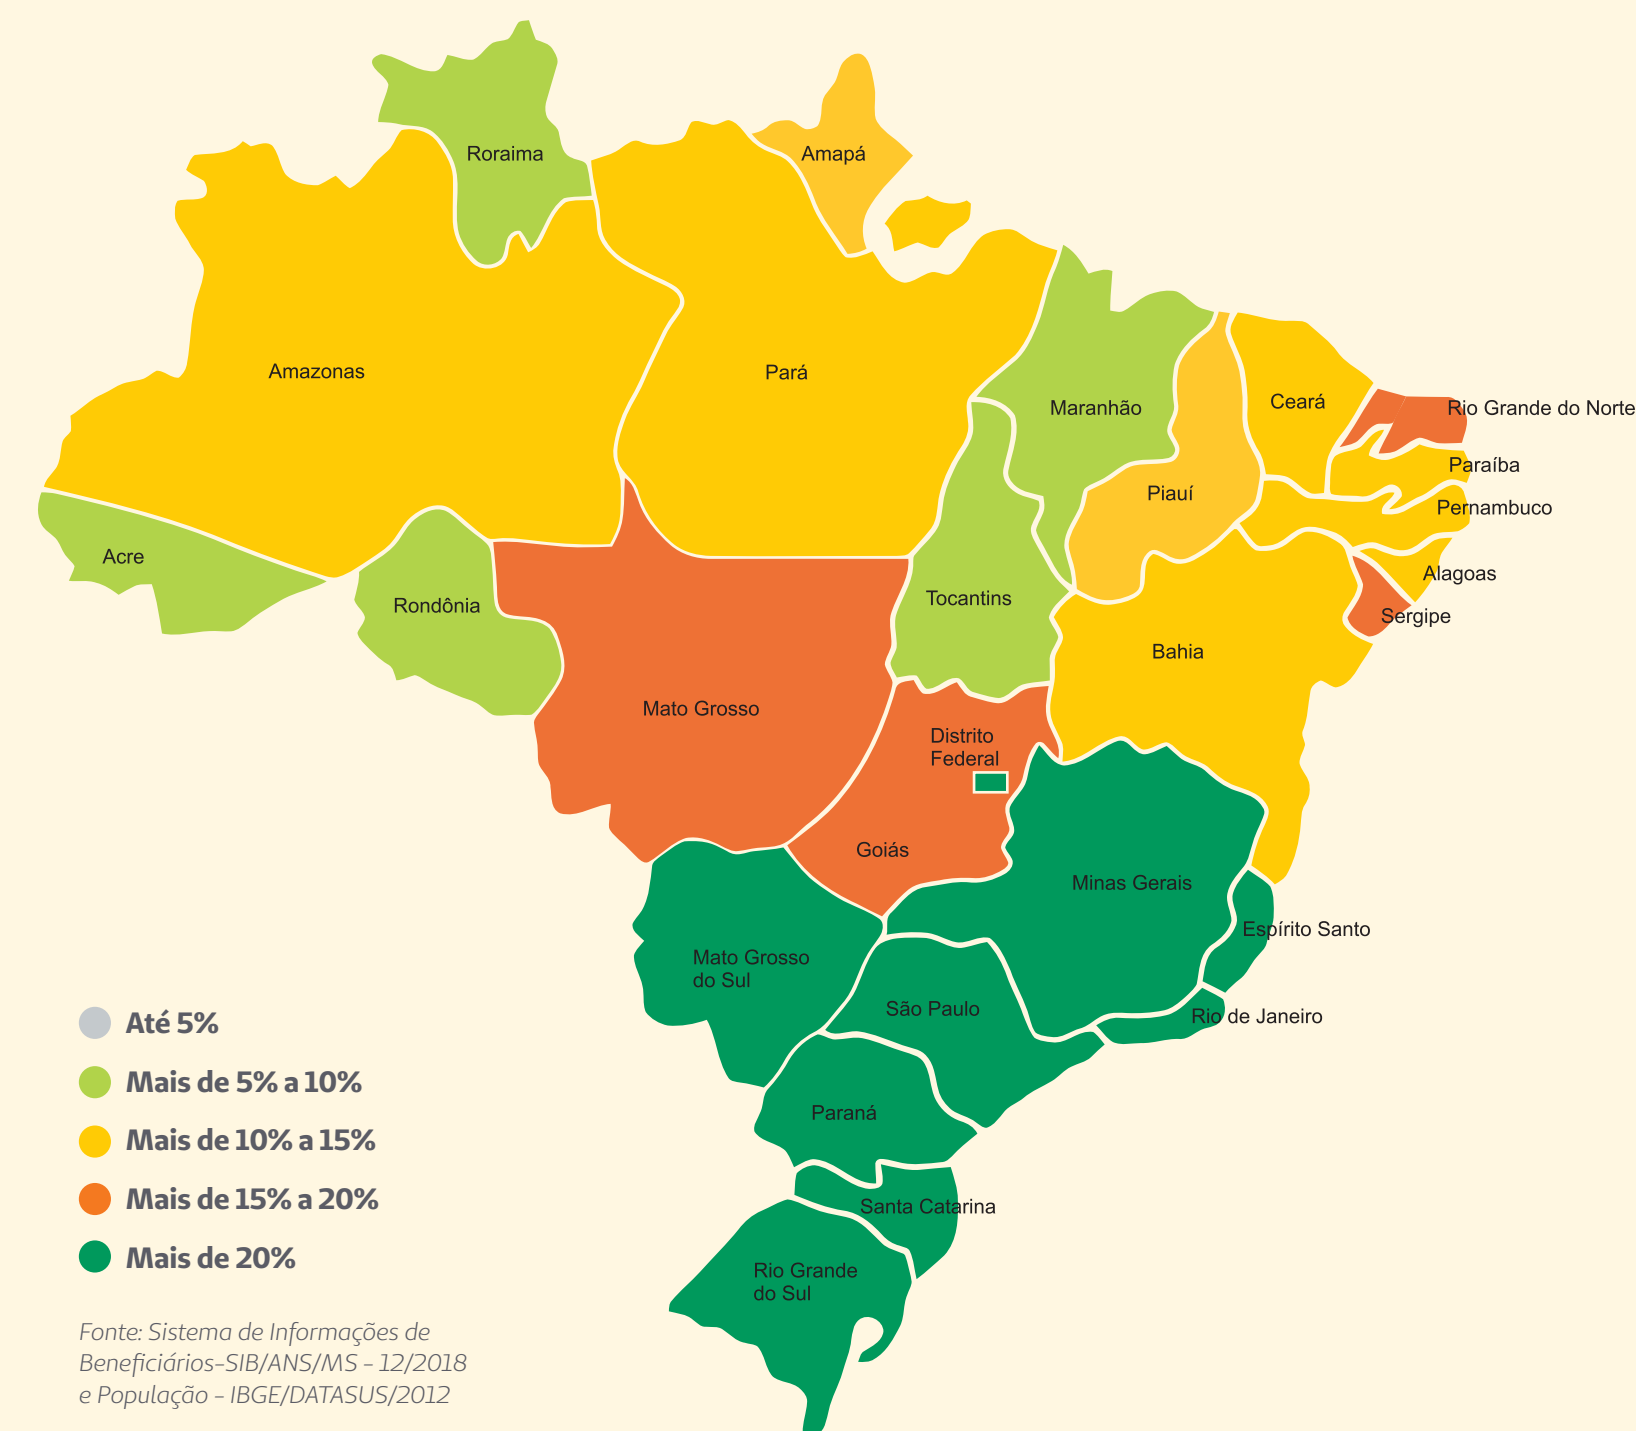 Roraima
Amapá
Amazonas
Pará
Maranhão
Ceará
Rio Grande do Norte
Paraíba
Piauí
Pernambuco
Acre
Alagoas
Rondônia
Tocantins
Sergipe
Bahia
Mato Grosso
Distrito
Federal
Goiás
Minas Gerais
Espírito Santo
Mato Grosso
do Sul
São Paulo
Rio de Janeiro
Paraná
Santa Catarina
Rio Grande
do Sul
Até 5%
Mais de 5% a 10%
Mais de 10% a 15%
Mais de 15% a 20%
Mais de 20%
Fonte: Sistema de Informações de
Beneficiários-SIB/ANS/MS - 12/2018
e População - IBGE/DATASUS/2012